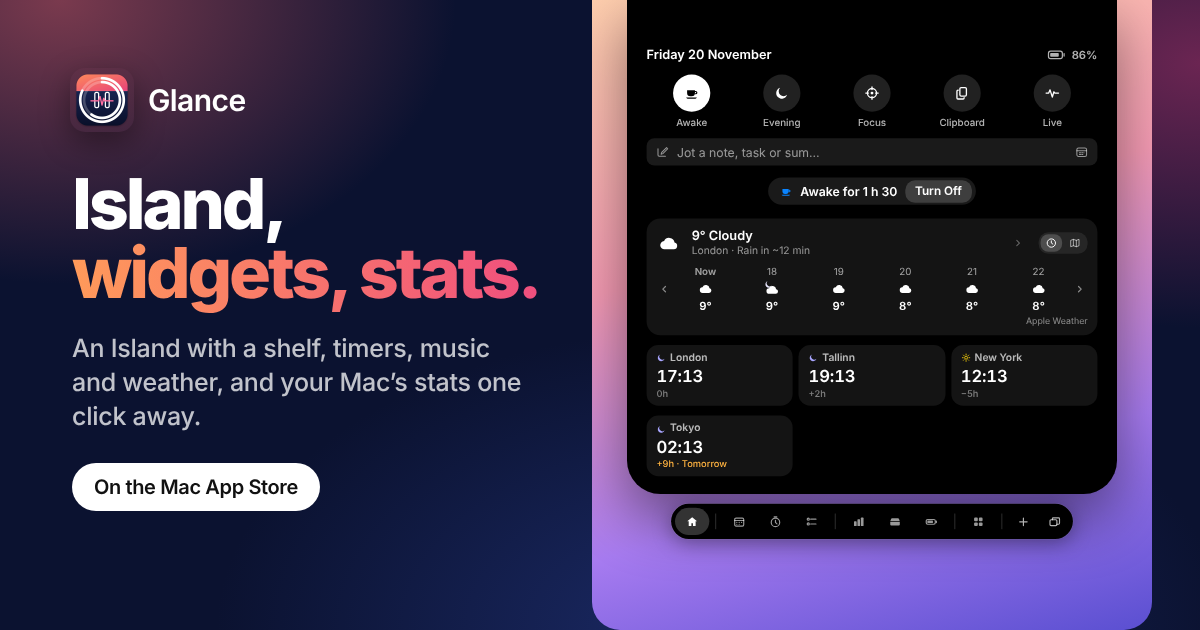 Glance
Island,
widgets, stats.
An Island with a shelf, timers, music
and weather, and your Mac’s stats one
click away.
On the Mac App Store
Friday 20 November
86%
Awake
Evening
Focus
Clipboard
Live
Jot a note, task or sum...
Awake for 1 h 30
Turn Off
9° Cloudy
London · Rain in ~12 min
Now 18 19 20 21 22
9° 9° 9° 8° 8° 8°
Apple Weather
London
17:13
0h
Tallinn
19:13
+2h
New York
12:13
−5h
Tokyo
02:13
+9h · Tomorrow